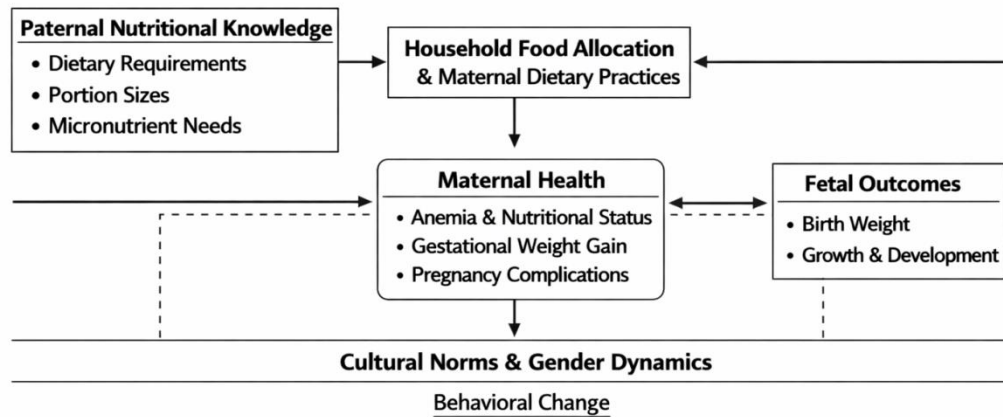 Paternal Nutritional Knowledge
• Dietary Requirements
• Portion Sizes
• Micronutrient Needs
Household Food Allocation
& Maternal Dietary Practices
Maternal Health
• Anemia & Nutritional Status
• Gestational Weight Gain
• Pregnancy Complications
Fetal Outcomes
• Birth Weight
• Growth & Development
Cultural Norms & Gender Dynamics
Behavioral Change